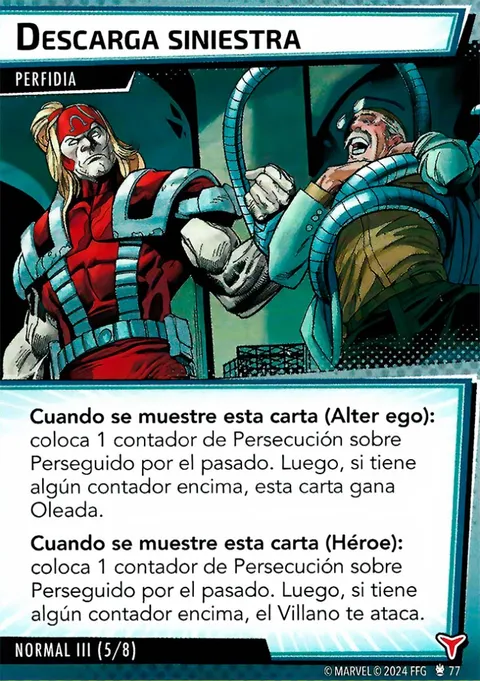 DESCARGA SINIESTRA
PERFIDIA
Cuando se muestre esta carta (Alter ego):
coloca 1 contador de Persecución sobre
Perseguido por el pasado. Luego, si tiene
algún contador encima, esta carta gana
Oleada.
Cuando se muestre esta carta (Héroe):
coloca 1 contador de Persecución sobre
Perseguido por el pasado. Luego, si tiene
algún contador encima, el Villano te ataca.
NORMAL III (5/8)
© MARVEL © 2024 FFG 77